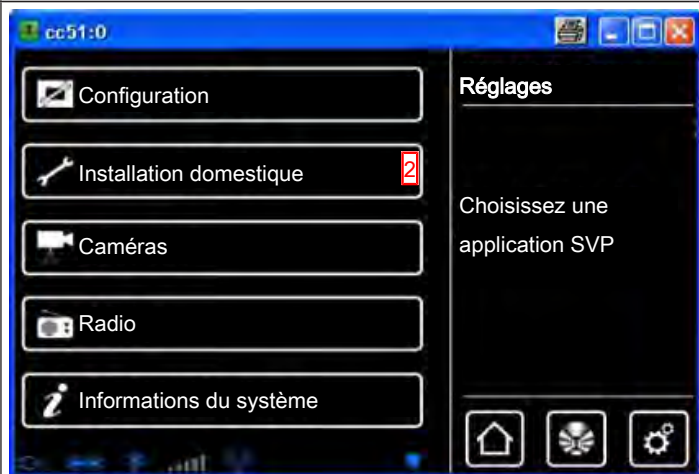 cc51:0
Configuration
Installation domestique 2
Caméras
Radio
Informations du système
Réglages
Choisissez une
application SVP